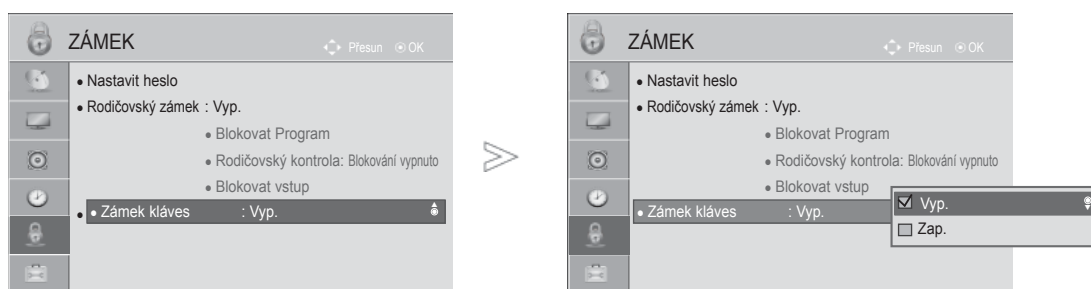 ZÁMEK
Přesun OK
• Nastavit heslo
• Rodičovský zámek : Vyp.
• Blokovat Program
• Rodičovský kontrola: Blokování vypnuto
• Blokovat vstup
• • Zámek kláves : Vyp.
ZÁMEK
Přesun OK
• Nastavit heslo
• Rodičovský zámek : Vyp.
• Blokovat Program
• Rodičovský kontrola: Blokování vypnuto
• Blokovat vstup
• Zámek kláves : Vyp.
Vyp.
Zap.